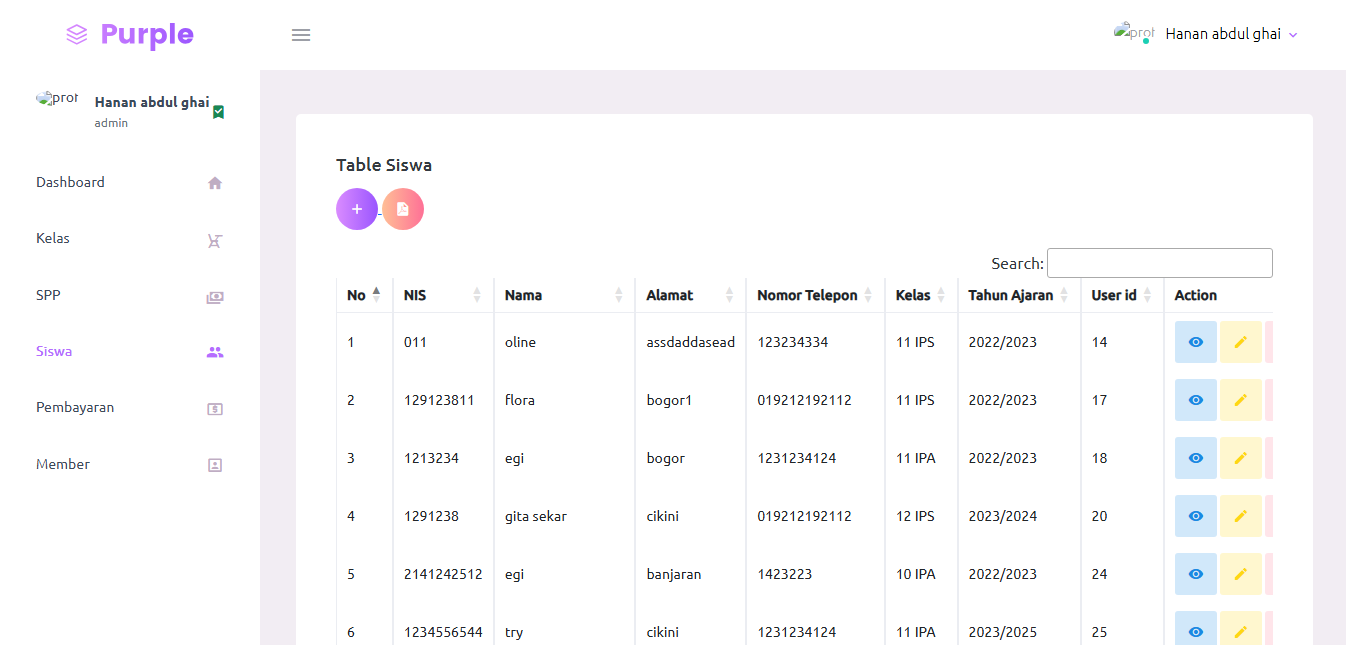 Purple
prof
Hanan abdul ghai
prof
Hanan abdul ghai
admin
Dashboard
Kelas
SPP
Siswa
Pembayaran
Member
Table Siswa
Search:
No NIS Nama Alamat Nomor Telepon Kelas Tahun Ajaran User id Action
1 011 oline assdaddasead 123234334 11 IPS 2022/2023 14
2 129123811 flora bogor1 019212192112 11 IPS 2022/2023 17
3 1213234 egi bogor 1231234124 11 IPA 2022/2023 18
4 1291238 gita sekar cikini 019212192112 12 IPS 2023/2024 20
5 2141242512 egi banjaran 1423223 10 IPA 2022/2023 24
6 1234556544 try cikini 1231234124 11 IPA 2023/2025 25